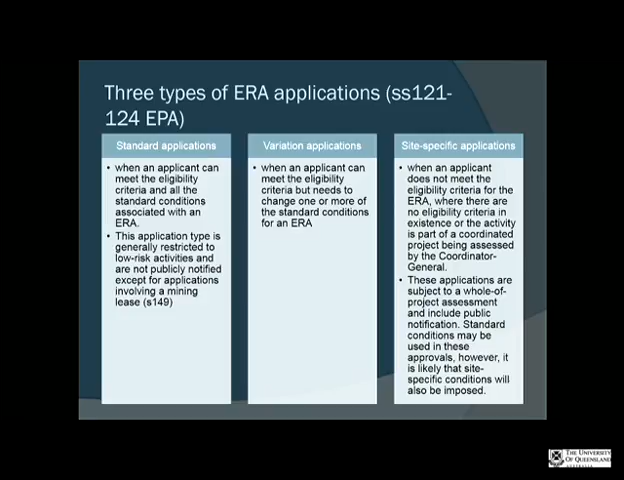 Three types of ERA applications (ss121-
124 EPA)
Standard applications
• when an applicant can
meet the eligibility
criteria and all the
standard conditions
associated with an
ERA.
• This application type is
generally restricted to
low-risk activities and
are not publicly notified
except for applications
involving a mining
lease (s149)
Variation applications
• when an applicant can
meet the eligibility
criteria but needs to
change one or more of
the standard conditions
for an ERA
Site-specific applications
• when an applicant
does not meet the
eligibility criteria for the
ERA, where there are
no eligibility criteria in
existence or the activity
is part of a coordinated
project being assessed
by the Coordinator-
General.
• These applications are
subject to a whole-of-
project assessment
and include public
notification. Standard
conditions may be
used in these
approvals, however, it
is likely that site-
specific conditions will
also be imposed.
THE UNIVERSITY
OF QUEENSLAND
AUSTRALIA